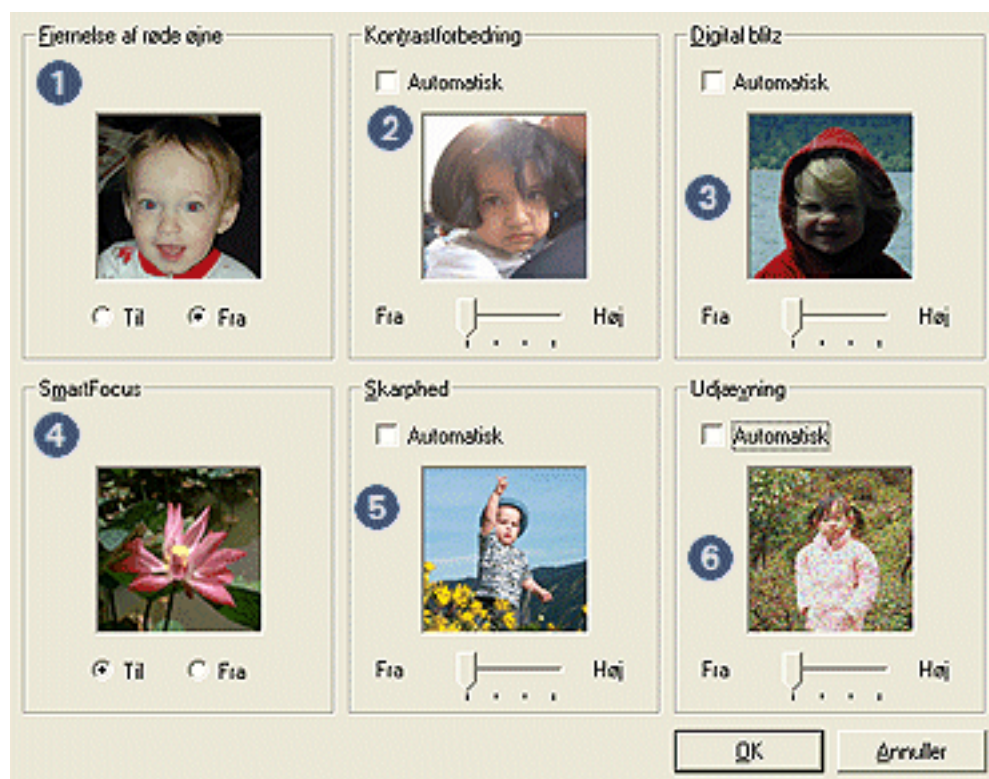 Fjernelse af røde øjne
1
Til Fra
Kontrastforbedring
Automatisk
2
Fra Høj
Digital blitz
Automatisk
3
Fra Høj
SmartFocus
4
Til Fra
Skarphed
Automatisk
5
Fra Høj
Udjævning
Automatisk
6
Fra Høj
OK Annuller